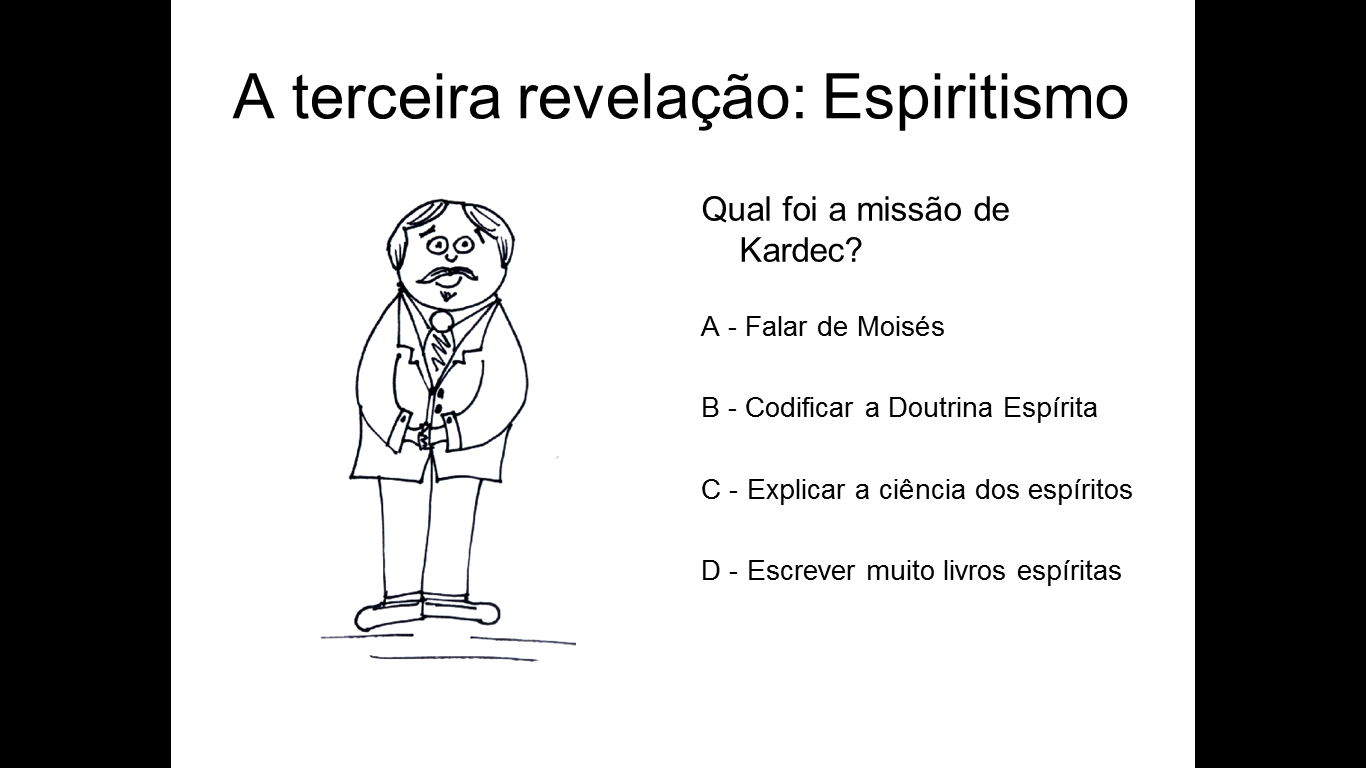 A terceira revelação: Espiritismo
Qual foi a missão de
Kardec?
A - Falar de Moisés
B - Codificar a Doutrina Espírita
C - Explicar a ciência dos espíritos
D - Escrever muito livros espíritas